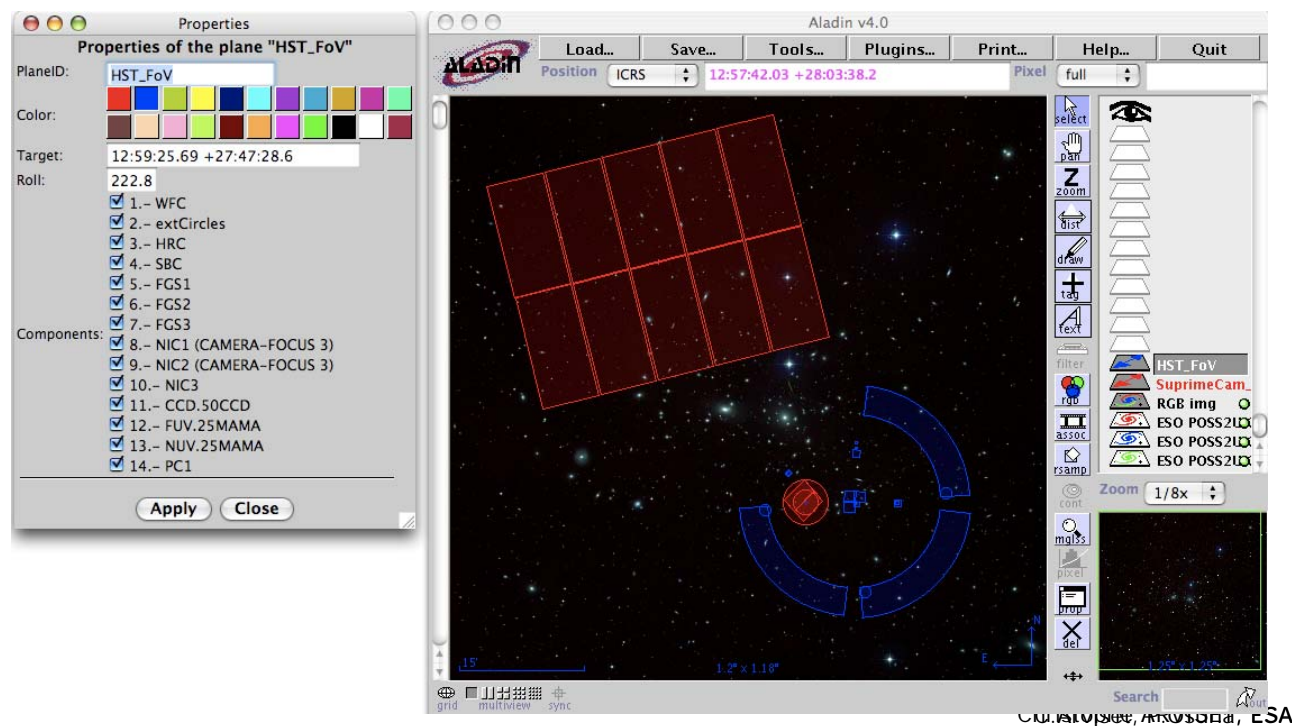 Properties
Properties of the plane "HST_FoV"
PlaneID: HST_FoV
Color:
Target: 12:59:25.69 +27:47:28.6
Roll: 222.8
Components:
1.- WFC
2.- extCircles
3.- HRC
4.- SBC
5.- FGS1
6.- FGS2
7.- FGS3
8.- NIC1 (CAMERA-FOCUS 3)
9.- NIC2 (CAMERA-FOCUS 3)
10.- NIC3
11.- CCD.50CCD
12.- FUV.25MAMA
13.- NUV.25MAMA
14.- PC1
Apply Close
Aladin v4.0
ALADIN
Load... Save... Tools... Plugins... Print... Help... Quit
Position ICRS 12:57:42.03 +28:03:38.2 Pixel full
select
pan
Z
zoom
dist
draw
tag
text
filter
rgb
assoc
rsamp
cont
mglss
pixel
prop
del
HST_FoV
SuprimeCam_
RGB img
ESO POSS2U
ESO POSS2U
ESO POSS2U
Zoom 1/8x
15'
1.2° x 1.18°
N
E
1.25° x 1.25°
grid multiview sync
Search
out
ESA